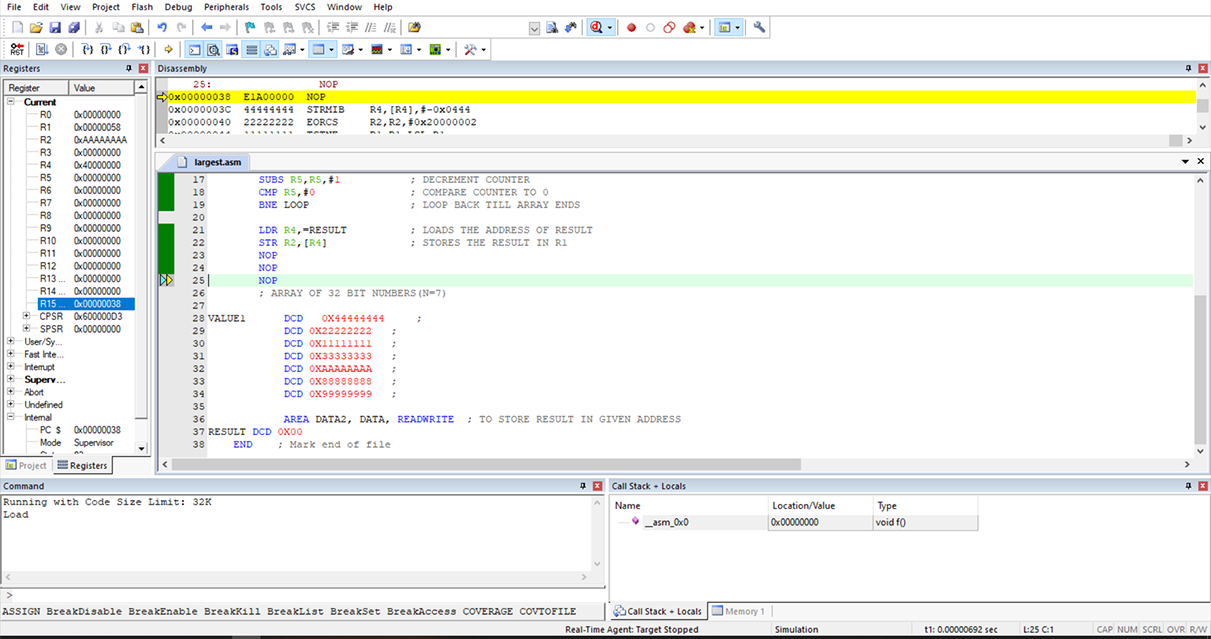 File Edit View Project Flash Debug Peripherals Tools SVCS Window Help
RST
Registers
Register Value
Current
R0 0x00000000
R1 0x00000058
R2 0xAAAAAAAA
R3 0x00000000
R4 0x40000000
R5 0x00000000
R6 0x00000000
R7 0x00000000
R8 0x00000000
R9 0x00000000
R10 0x00000000
R11 0x00000000
R12 0x00000000
R13 ... 0x00000000
R14 ... 0x00000000
R15 ... 0x00000038
CPSR 0x600000D3
SPSR 0x00000000
User/Sy...
Fast Inte...
Interrupt
Superv...
Abort
Undefined
Internal
PC $ 0x00000038
Mode Supervisor
Project Registers
Disassembly
25: NOP
0x00000038 E1A00000 NOP
0x0000003C 44444444 STRMIB R4,[R4],#-0x0444
0x00000040 22222222 EORCS R2,R2,#0x20000002
largest.asm
17 SUBS R5,R5,#1 ; DECREMENT COUNTER
18 CMP R5,#0 ; COMPARE COUNTER TO 0
19 BNE LOOP ; LOOP BACK TILL ARRAY ENDS
20
21 LDR R4,=RESULT ; LOADS THE ADDRESS OF RESULT
22 STR R2,[R4] ; STORES THE RESULT IN R1
23 NOP
24 NOP
25 NOP
26 ; ARRAY OF 32 BIT NUMBERS(N=7)
27
28 VALUE1 DCD 0X44444444 ;
29 DCD 0X22222222 ;
30 DCD 0X11111111 ;
31 DCD 0X33333333 ;
32 DCD 0XAAAAAAAA ;
33 DCD 0X88888888 ;
34 DCD 0X99999999 ;
35
36 AREA DATA2, DATA, READWRITE ; TO STORE RESULT IN GIVEN ADDRESS
37 RESULT DCD 0X00
38 END ; Mark end of file
Command
Running with Code Size Limit: 32K
Load
>
ASSIGN BreakDisable BreakEnable BreakKill BreakList BreakSet BreakAccess COVERAGE COVTOFILE
Call Stack + Locals
Name Location/Value Type
__asm_0x0 0x00000000 void f()
Call Stack + Locals Memory 1
Real-Time Agent: Target Stopped Simulation t1: 0.00000692 sec L:25 C:1 CAP NUM SCRL OVR R/W